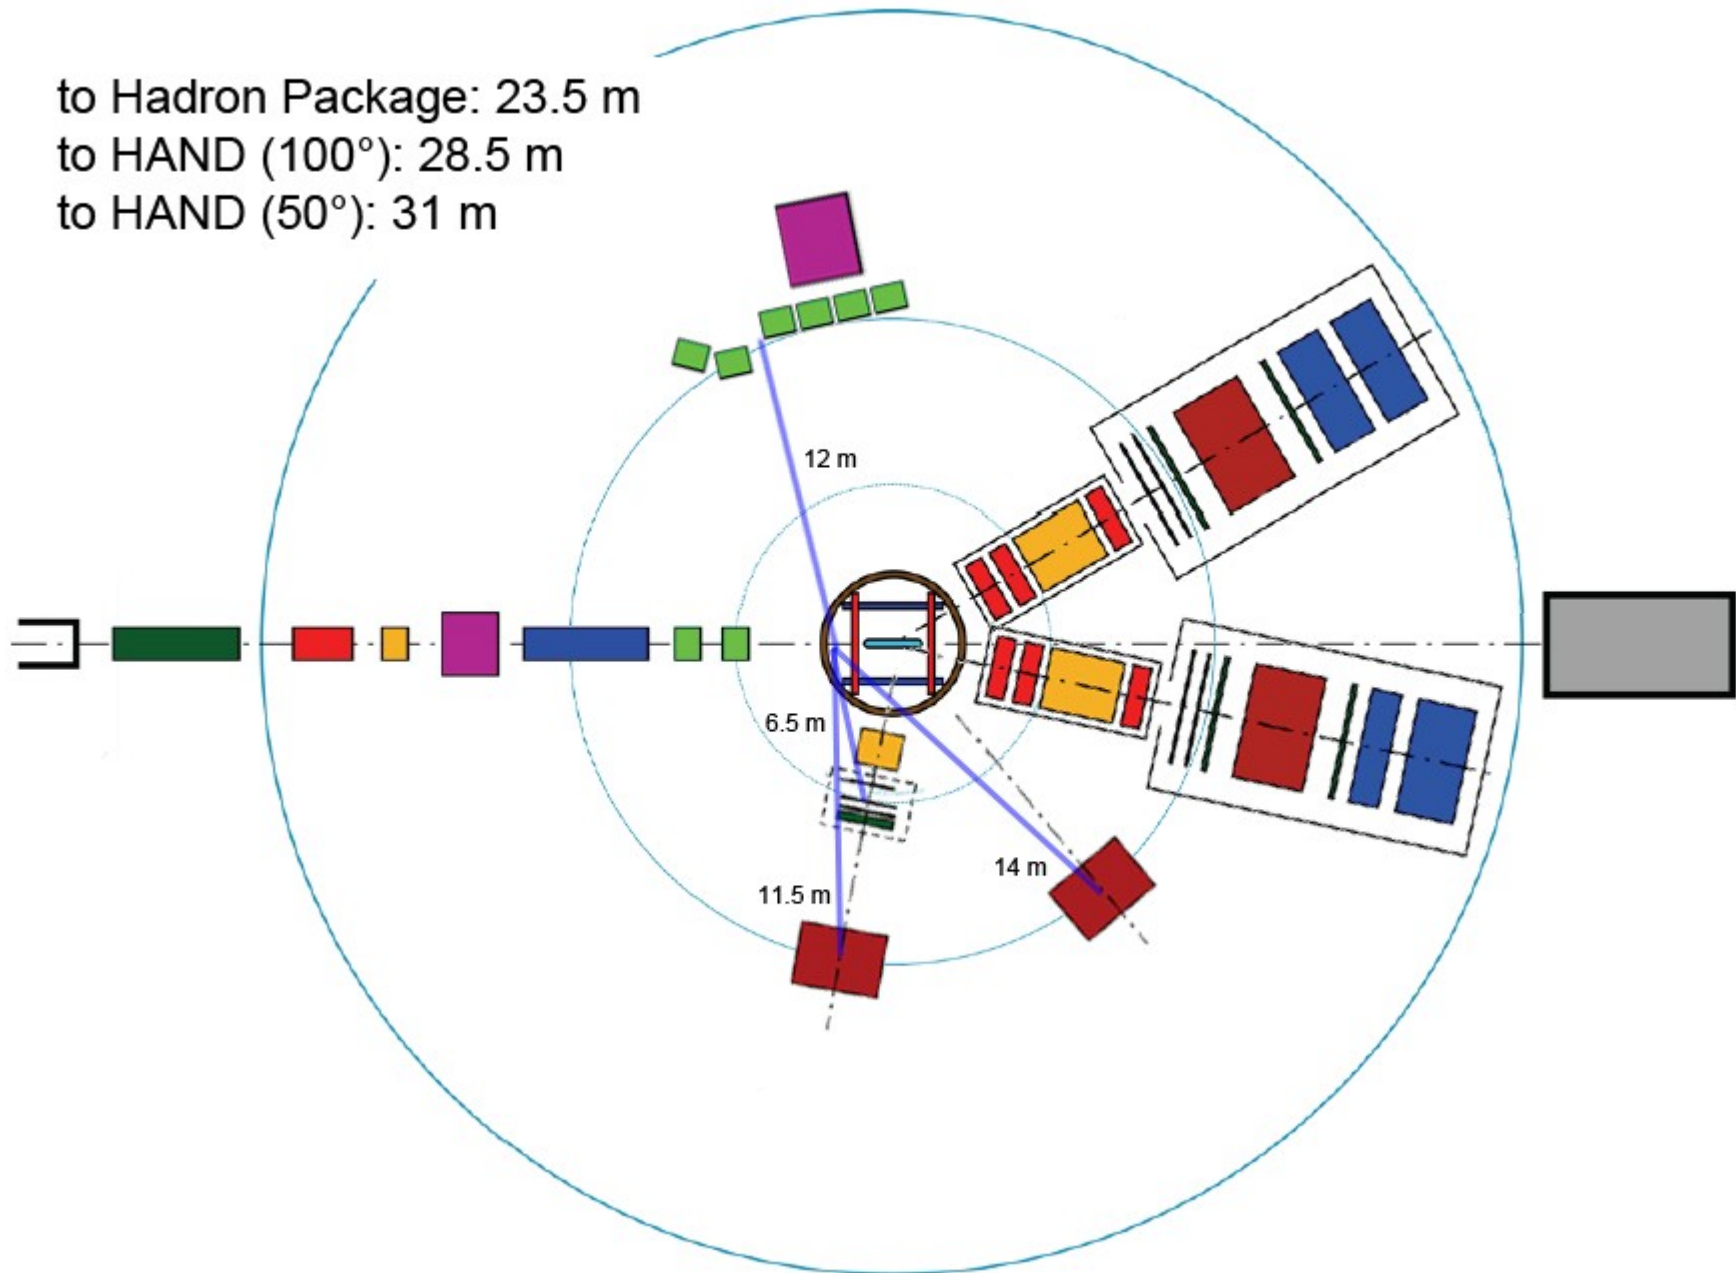 to Hadron Package: 23.5 m
to HAND (100°): 28.5 m
to HAND (50°): 31 m
12 m
6.5 m
14 m
11.5 m